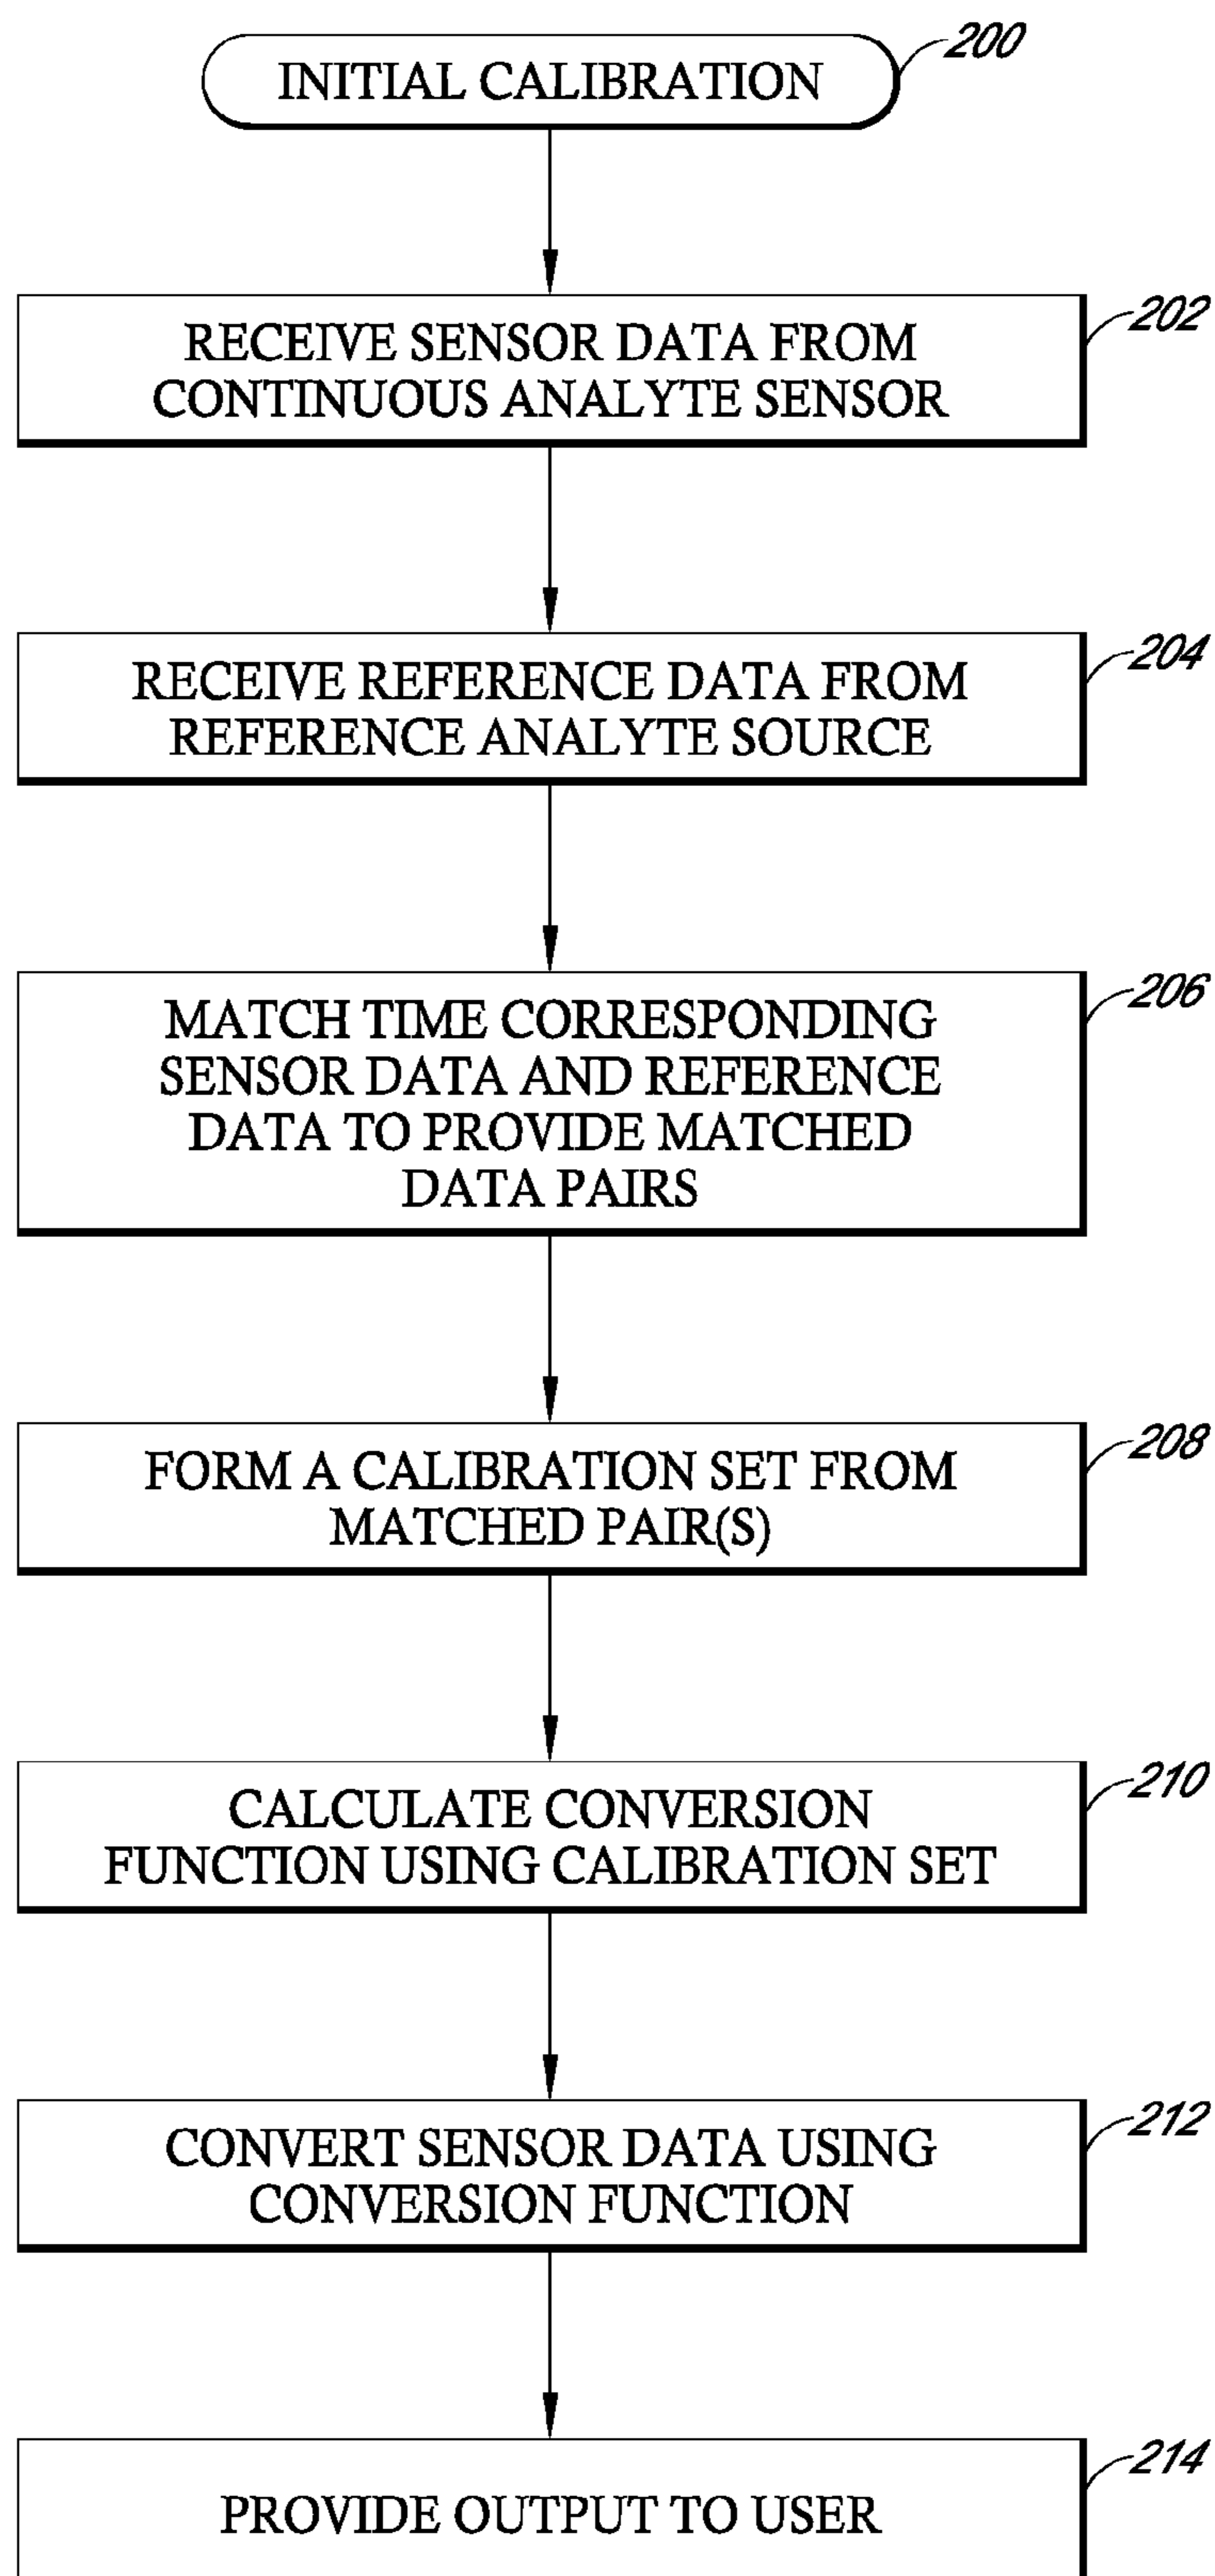 INITIAL CALIBRATION
200
RECEIVE SENSOR DATA FROM
CONTINUOUS ANALYTE SENSOR
202
RECEIVE REFERENCE DATA FROM
REFERENCE ANALYTE SOURCE
204
MATCH TIME CORRESPONDING
SENSOR DATA AND REFERENCE
DATA TO PROVIDE MATCHED
DATA PAIRS
206
FORM A CALIBRATION SET FROM
MATCHED PAIR(S)
208
CALCULATE CONVERSION
FUNCTION USING CALIBRATION SET
210
CONVERT SENSOR DATA USING
CONVERSION FUNCTION
212
PROVIDE OUTPUT TO USER
214